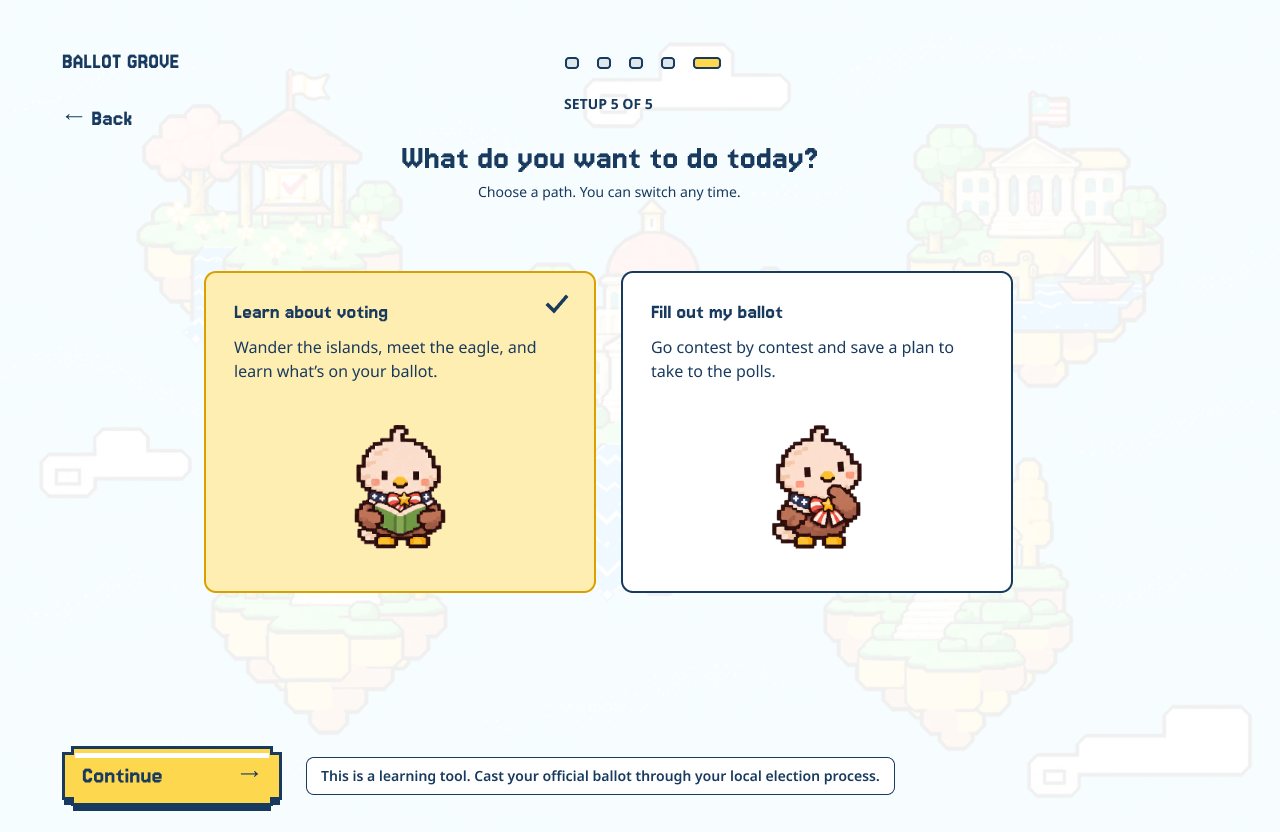 BALLOT GROVE
SETUP 5 OF 5
← Back
What do you want to do today?
Choose a path. You can switch any time.
Learn about voting
Wander the islands, meet the eagle, and
learn what’s on your ballot.
Fill out my ballot
Go contest by contest and save a plan to
take to the polls.
Continue →
This is a learning tool. Cast your official ballot through your local election process.